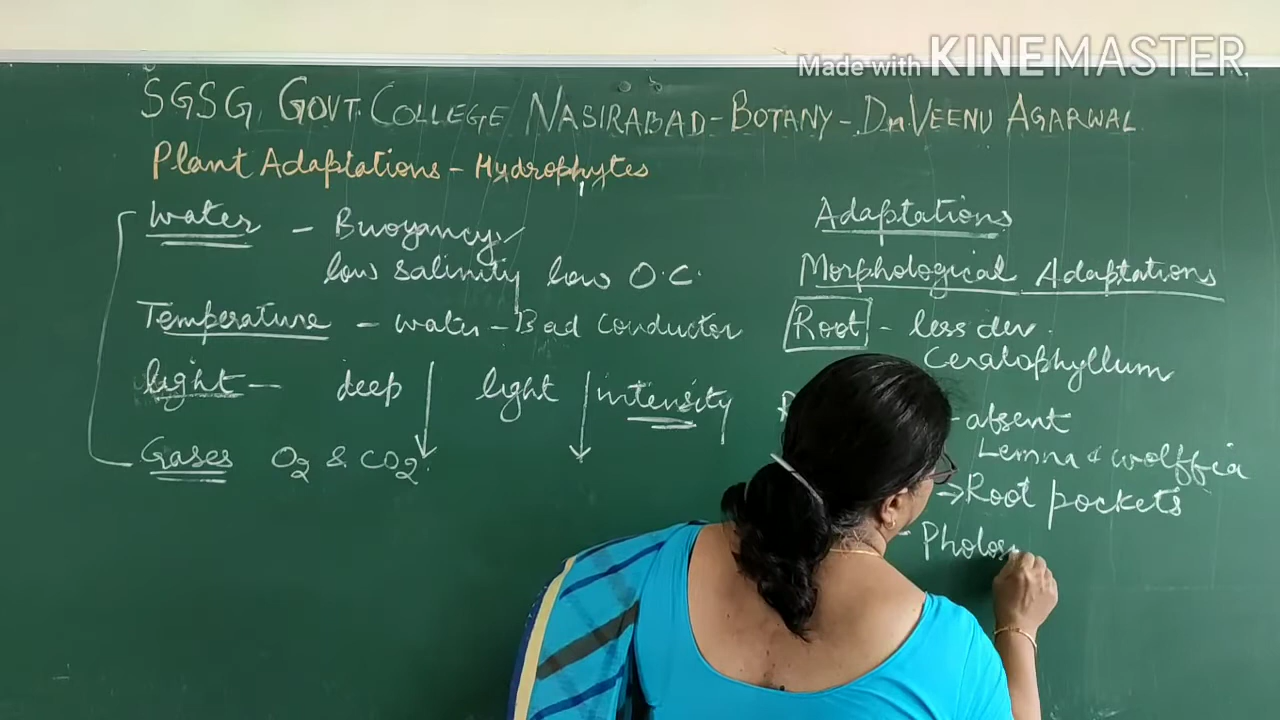 Made with KINEMASTER
SGSG. GOVT. COLLEGE NASIRABAD - BOTANY - Dr. VEENU AGARWAL
Plant Adaptations - Hydrophytes
Water - Buoyancy
low salinity low O.C.
Temperature - water - Bad conductor
light - deep light intensity
Gases O2 & CO2
Adaptations
Morphological Adaptations
Root - less dev.
Ceratophyllum
- absent
Lemna & wolffia
→ Root pockets